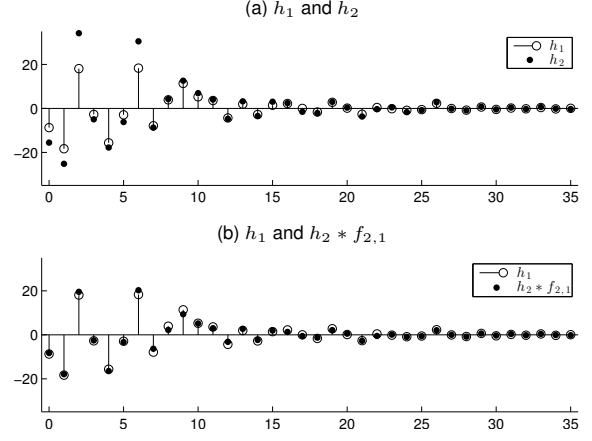 (a) h₁ and h₂
h₁
h₂
20
0
−20
0 5 10 15 20 25 30 35
(b) h₁ and h₂ ∗ f₂,₁
h₁
h₂ ∗ f₂,₁
20
0
−20
0 5 10 15 20 25 30 35